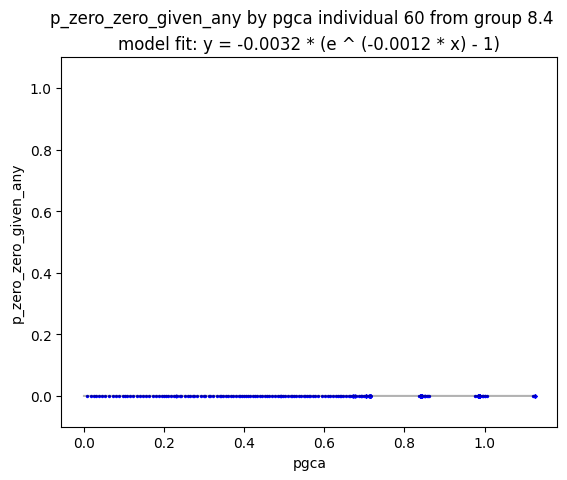 p_zero_zero_given_any by pgca individual 60 from group 8.4
model fit: y = -0.0032 * (e ^ (-0.0012 * x) - 1)
1.0
0.8
0.6
0.4
0.2
0.0
p_zero_zero_given_any
0.0 0.2 0.4 0.6 0.8 1.0
pgca